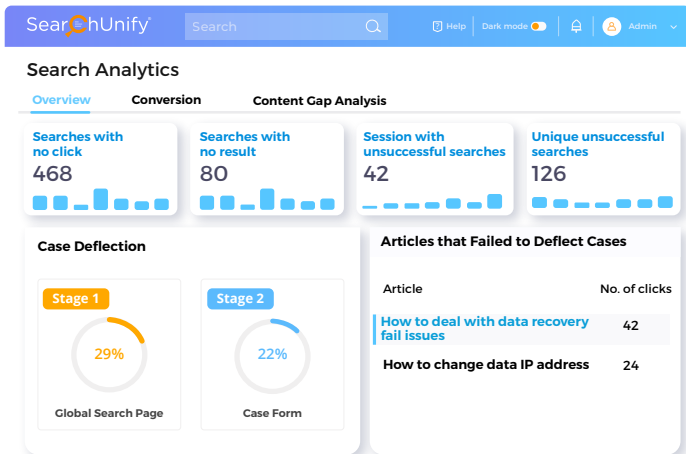 SearchUnify
Search
Help
Dark mode
Admin
Search Analytics
Overview
Conversion
Content Gap Analysis
Searches with
no click
468
Searches with
no result
80
Session with
unsuccessful searches
42
Unique unsuccessful
searches
126
Case Deflection
Stage 1
29%
Global Search Page
Stage 2
22%
Case Form
Articles that Failed to Deflect Cases
Article
No. of clicks
How to deal with data recovery
fail issues
42
How to change data IP address
24